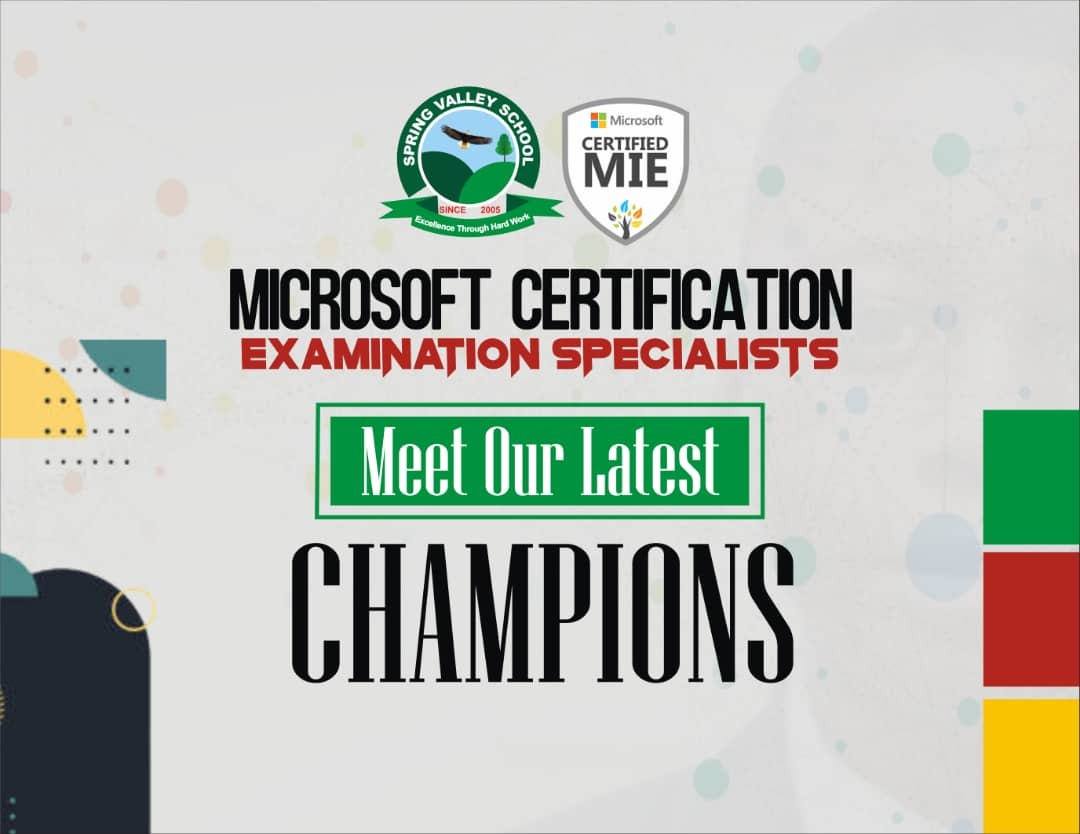 SPRING VALLEY SCHOOL
SINCE 2005
Excellence Through Hard Work
Microsoft
CERTIFIED
MIE
MICROSOFT CERTIFICATION
EXAMINATION SPECIALISTS
Meet Our Latest
CHAMPIONS